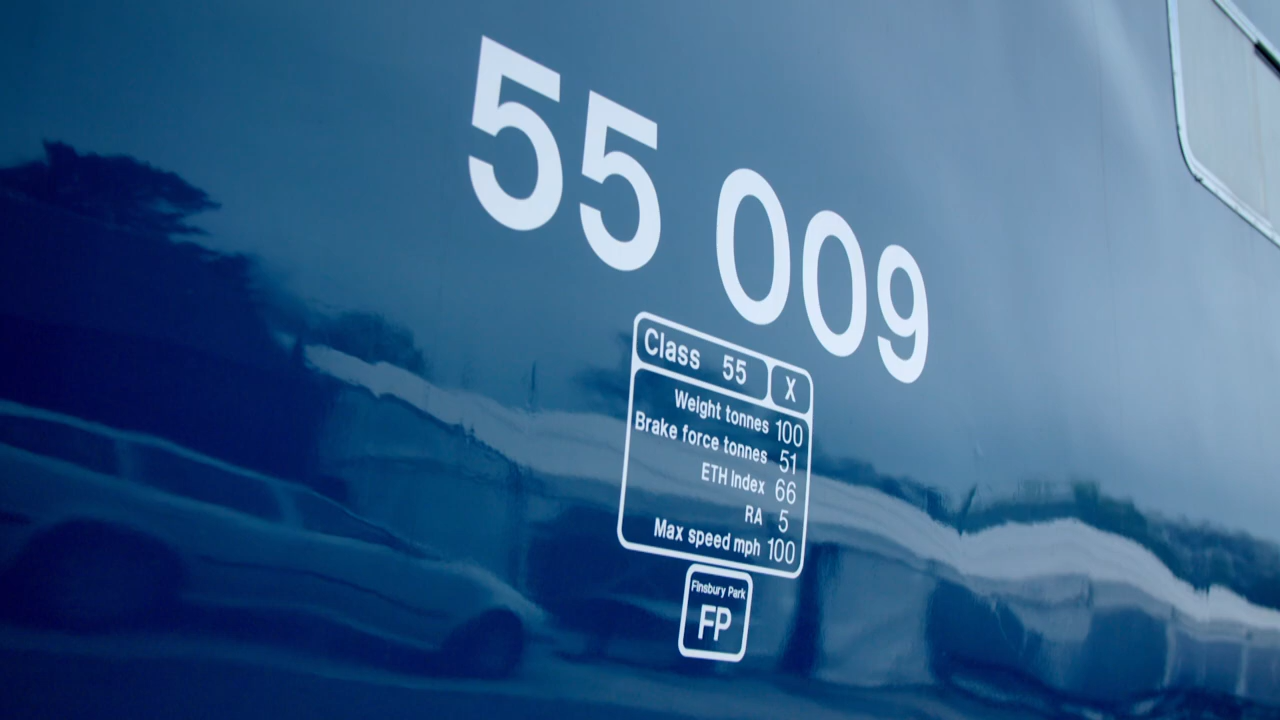 55 009
Class 55 X
Weight tonnes 100
Brake force tonnes 51
ETH Index 66
RA 5
Max speed mph 100
Finsbury Park
FP